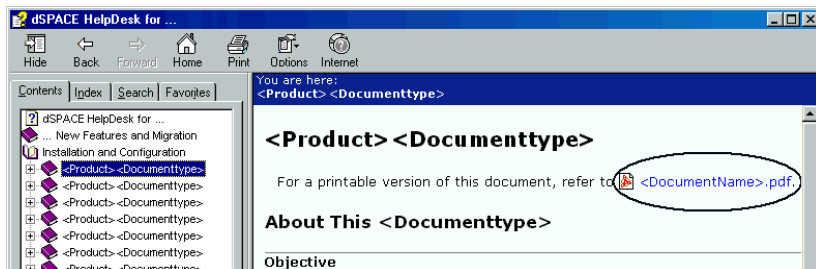 dSPACE HelpDesk for ...
Hide Back Forward Home Print Options Internet
Contents Index Search Favorites
You are here:
<Product> <Documenttype>
dSPACE HelpDesk for ...
... New Features and Migration
Installation and Configuration
<Product> <Documenttype>
<Product> <Documenttype>
<Product> <Documenttype>
<Product> <Documenttype>
<Product> <Documenttype>
<Product> <Documenttype>
<Product> <Documenttype>
<Product> <Documenttype>
For a printable version of this document, refer to <DocumentName>.pdf.
About This <Documenttype>
Objective